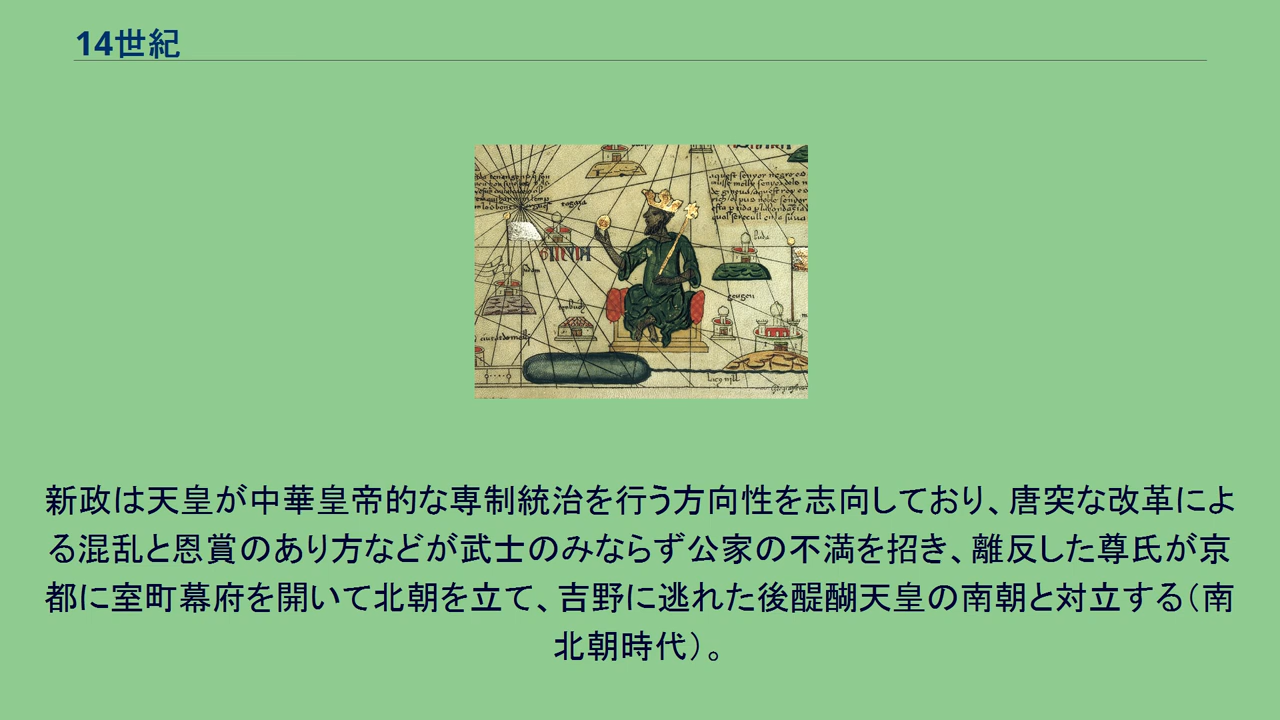 14世紀
新政は天皇が中華皇帝的な専制統治を行う方向性を志向しており、唐突な改革によ
る混乱と恩賞のあり方などが武士のみならず公家の不満を招き、離反した尊氏が京
都に室町幕府を開いて北朝を立て、吉野に逃れた後醍醐天皇の南朝と対立する（南
北朝時代）。